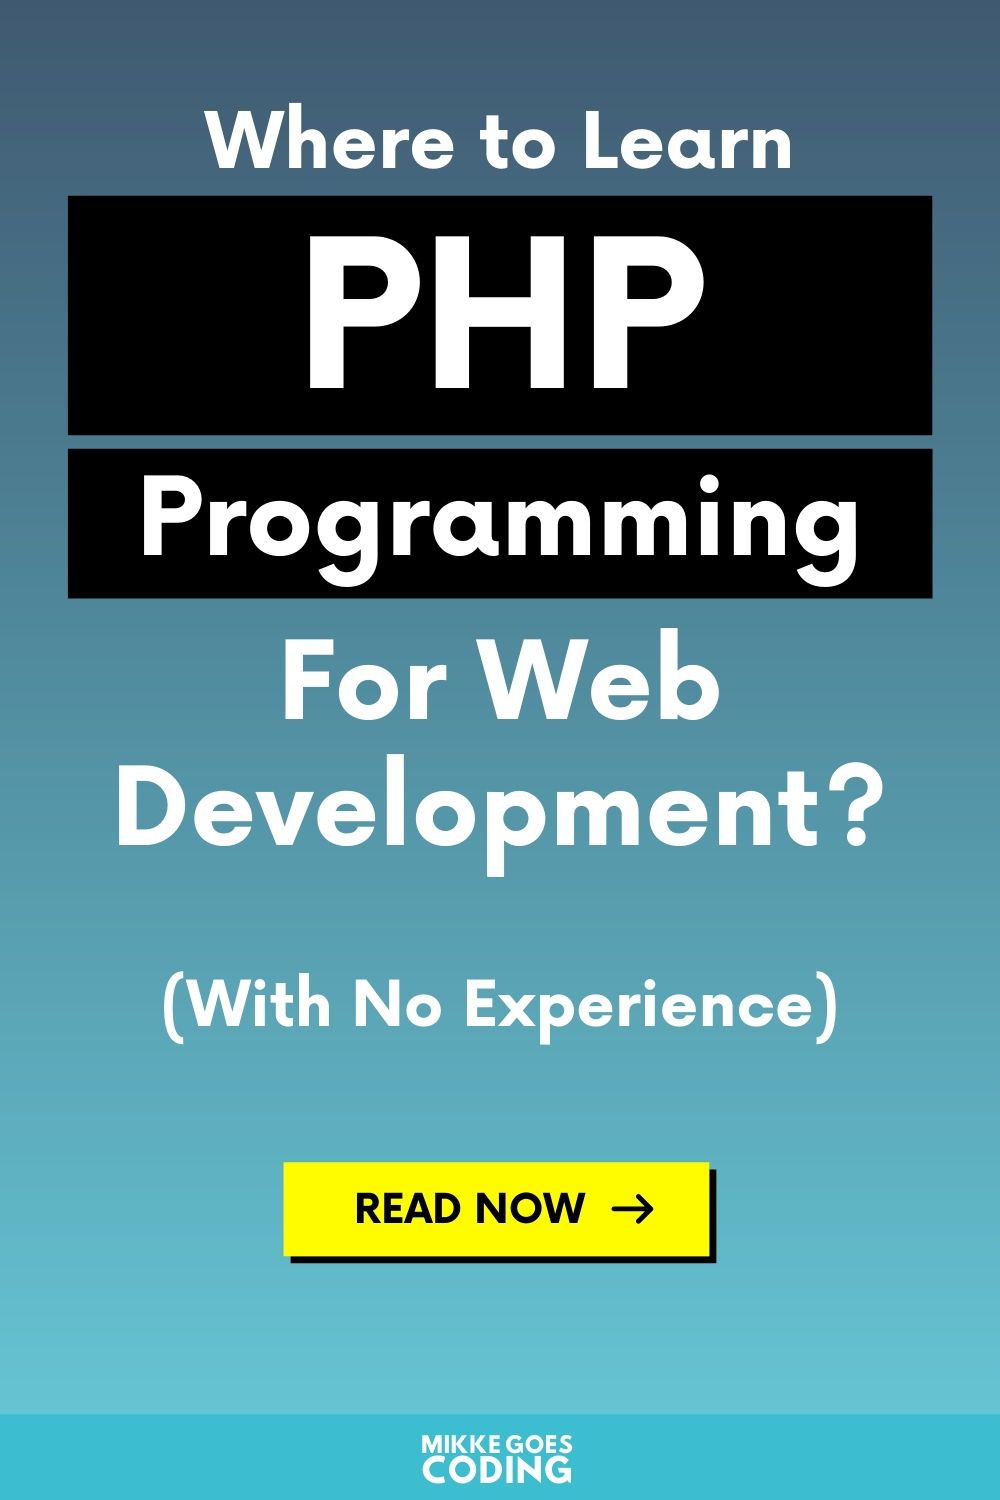 Where to Learn
PHP
Programming
For Web
Development?
(With No Experience)
READ NOW →
MIKKE GOES
CODING